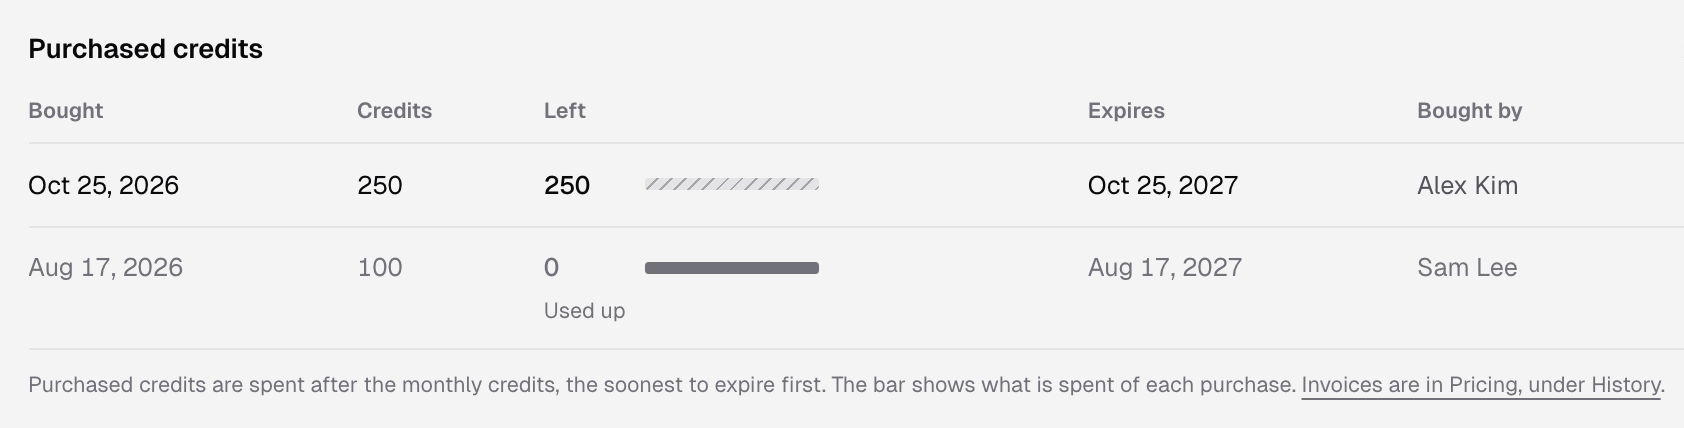 Purchased credits
Bought Credits Left Expires Bought by
Oct 25, 2026 250 250 Oct 25, 2027 Alex Kim
Aug 17, 2026 100 0 Aug 17, 2027 Sam Lee
Used up
Purchased credits are spent after the monthly credits, the soonest to expire first. The bar shows what is spent of each purchase. Invoices are in Pricing, under History.